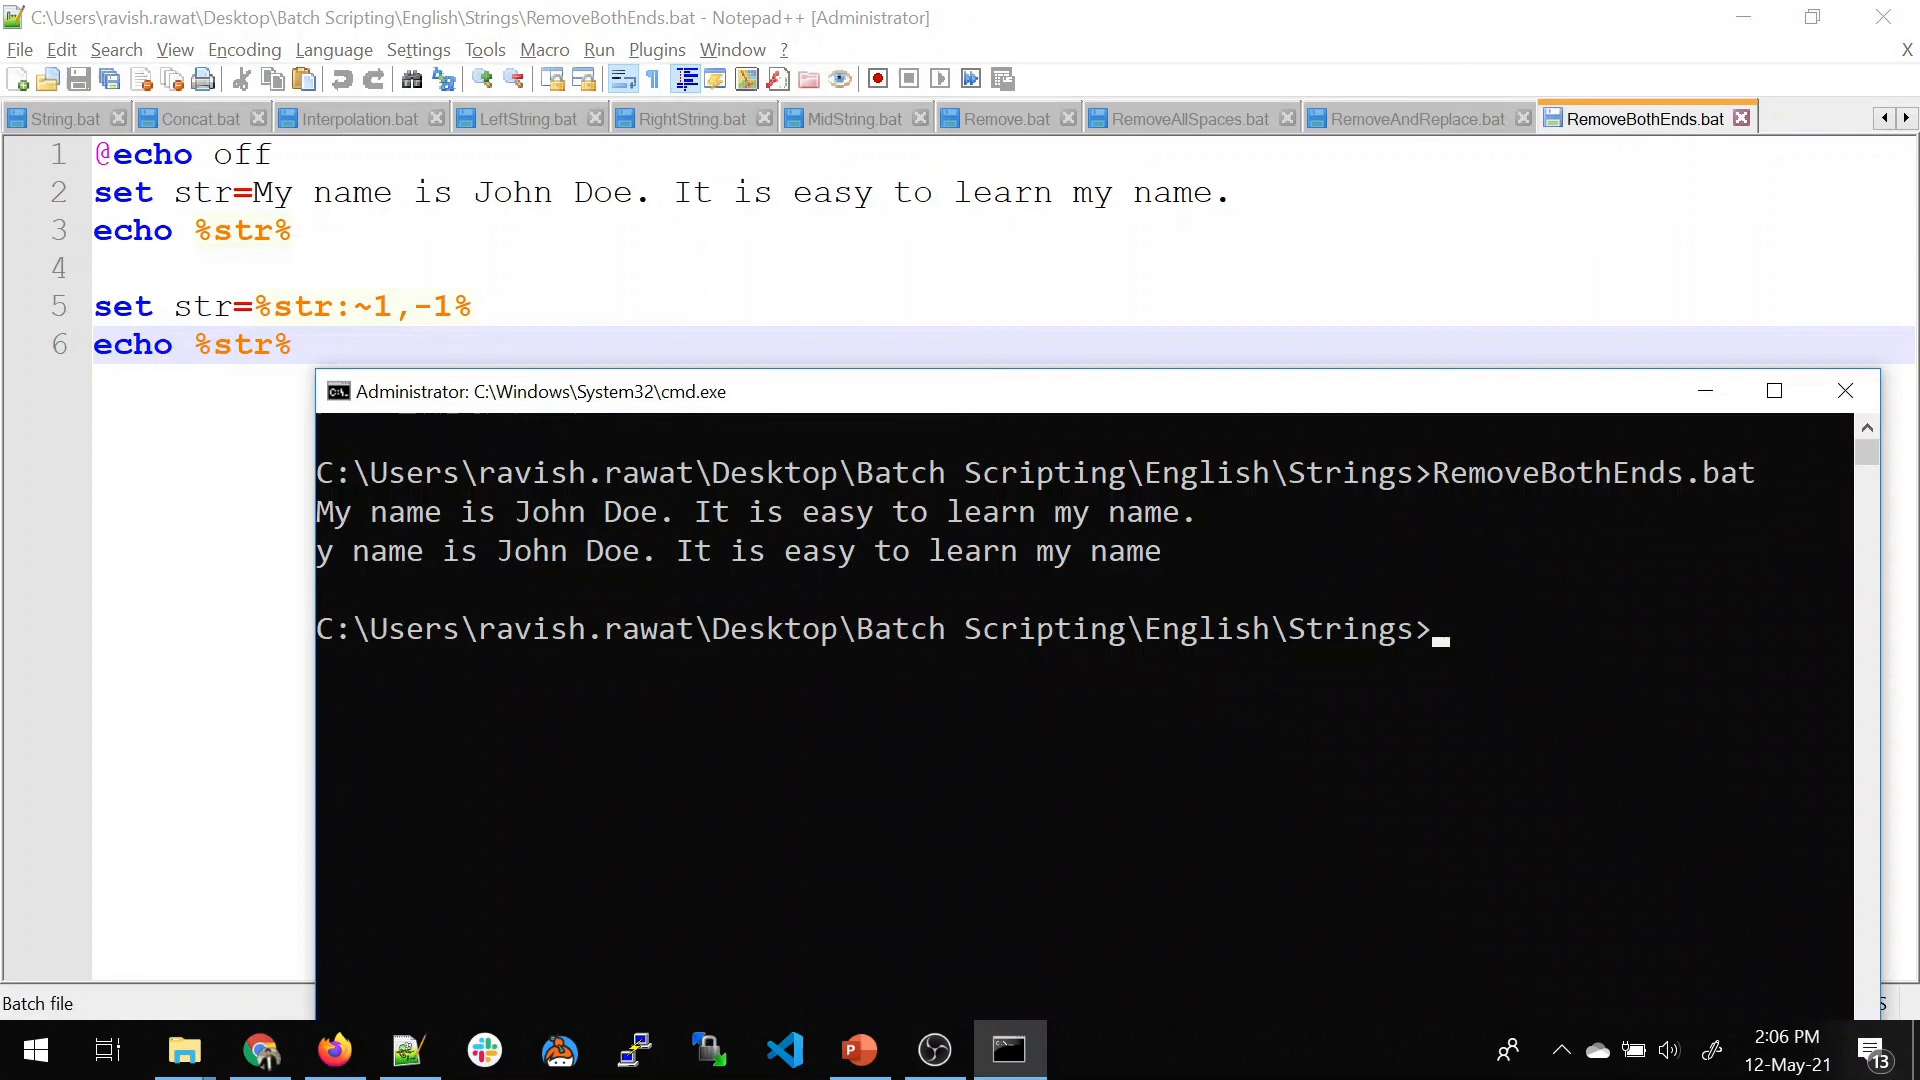 C:\Users\ravish.rawat\Desktop\Batch Scripting\English\Strings\RemoveBothEnds.bat - Notepad++ [Administrator]
File Edit Search View Encoding Language Settings Tools Macro Run Plugins Window ? X
String.bat Concat.bat Interpolation.bat LeftString.bat RightString.bat MidString.bat Remove.bat RemoveAllSpaces.bat RemoveAndReplace.bat RemoveBothEnds.bat
1 @echo off
2 set str=My name is John Doe. It is easy to learn my name.
3 echo %str%
4
5 set str=%str:~1,-1%
6 echo %str%
Administrator: C:\Windows\System32\cmd.exe
C:\Users\ravish.rawat\Desktop\Batch Scripting\English\Strings>RemoveBothEnds.bat
My name is John Doe. It is easy to learn my name.
y name is John Doe. It is easy to learn my name
C:\Users\ravish.rawat\Desktop\Batch Scripting\English\Strings>
Batch file
2:06 PM
12-May-21
13